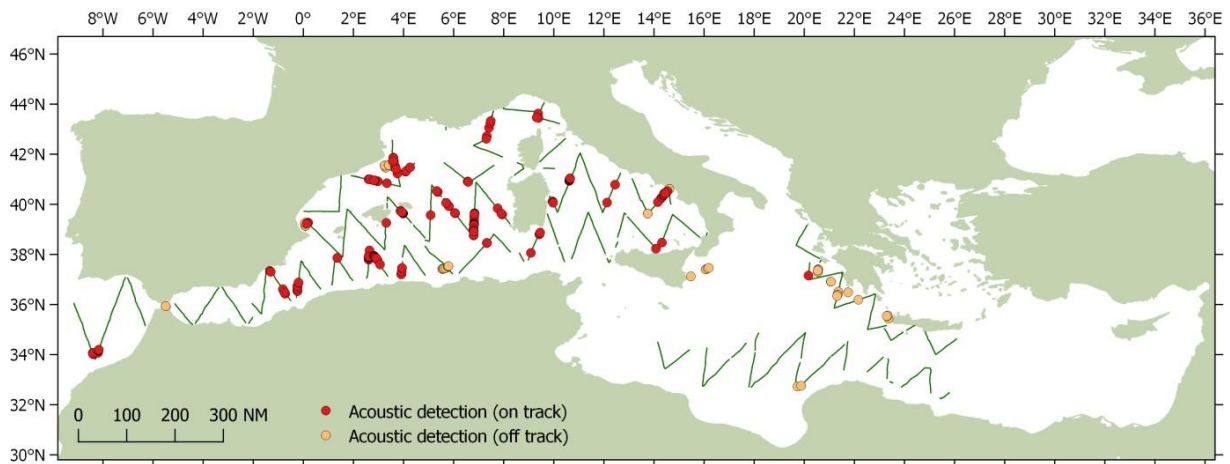 8°W 6°W 4°W 2°W 0° 2°E 4°E 6°E 8°E 10°E 12°E 14°E 16°E 18°E 20°E 22°E 24°E 26°E 28°E 30°E 32°E 34°E 36°E
46°N
44°N
42°N
40°N
38°N
36°N
34°N
32°N
30°N
0 100 200 300 NM
Acoustic detection (on track)
Acoustic detection (off track)